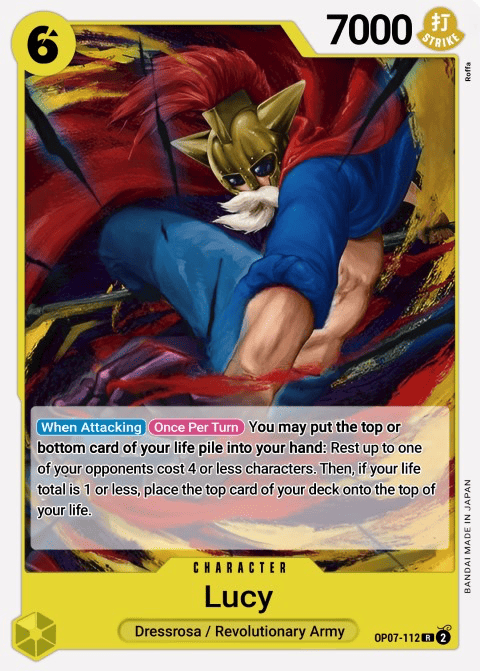 6
7000
打
STRIKE
Roffa
When Attacking Once Per Turn You may put the top or
bottom card of your life pile into your hand: Rest up to one
of your opponents cost 4 or less characters. Then, if your life
total is 1 or less, place the top card of your deck onto the top of
your life.
BANDAI MADE IN JAPAN
CHARACTER
Lucy
Dressrosa / Revolutionary Army
OP07-112 R 2